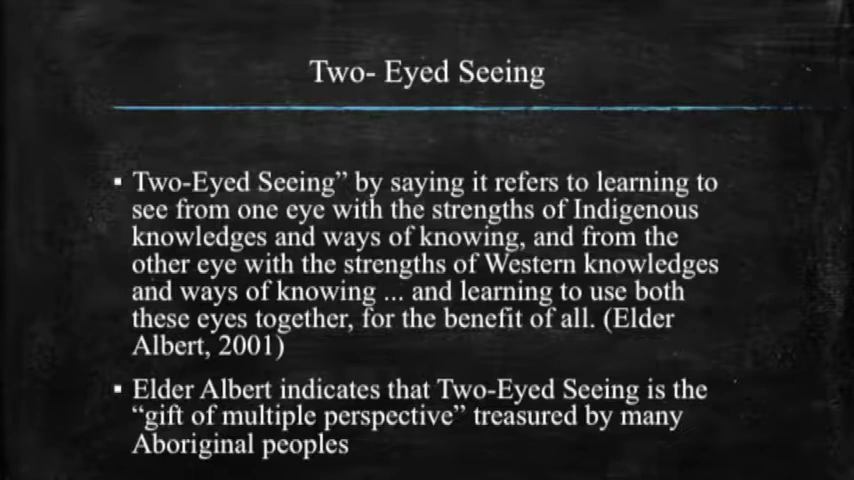 Two- Eyed Seeing
▪ Two-Eyed Seeing” by saying it refers to learning to
see from one eye with the strengths of Indigenous
knowledges and ways of knowing, and from the
other eye with the strengths of Western knowledges
and ways of knowing ... and learning to use both
these eyes together, for the benefit of all. (Elder
Albert, 2001)
▪ Elder Albert indicates that Two-Eyed Seeing is the
“gift of multiple perspective” treasured by many
Aboriginal peoples